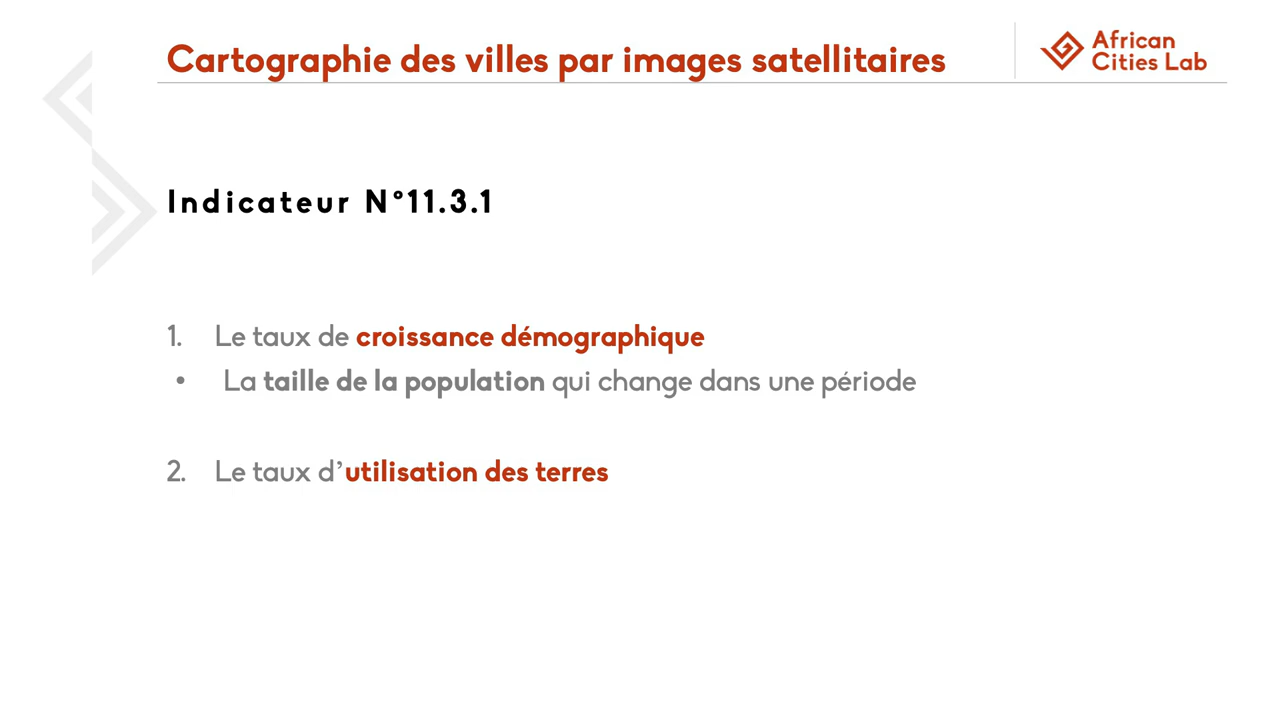 Cartographie des villes par images satellitaires
African
Cities Lab
Indicateur N°11.3.1
1. Le taux de croissance démographique
• La taille de la population qui change dans une période
2. Le taux d’utilisation des terres